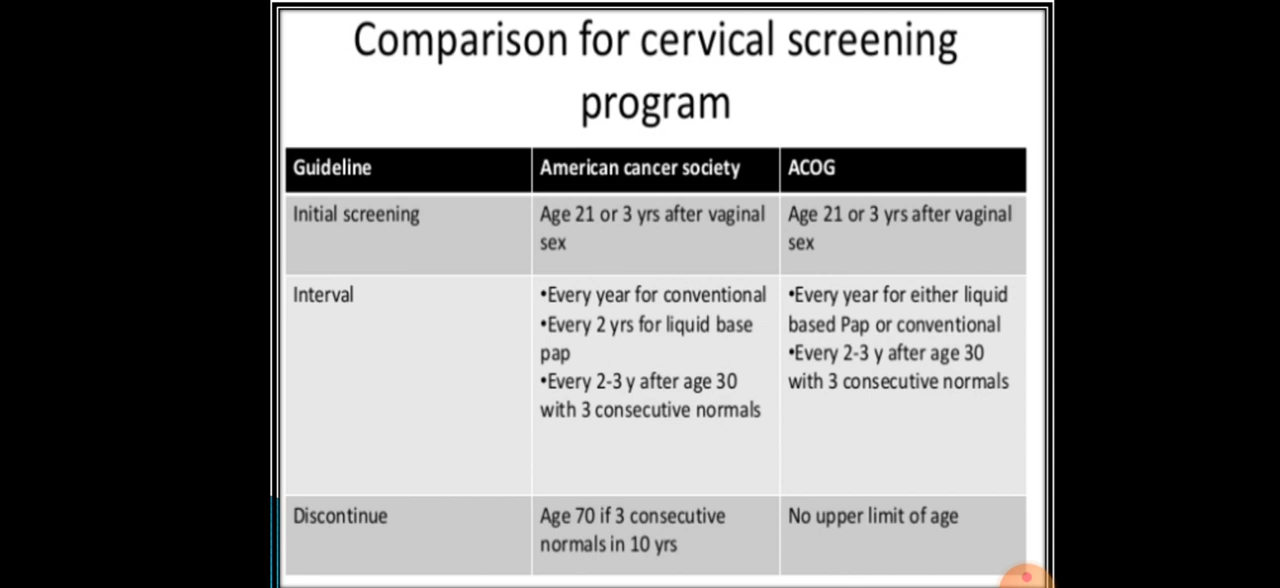 Comparison for cervical screening
program
Guideline
American cancer society
ACOG
Initial screening
Age 21 or 3 yrs after vaginal
sex
Age 21 or 3 yrs after vaginal
sex
Interval
•Every year for conventional
•Every 2 yrs for liquid base
pap
•Every 2-3 y after age 30
with 3 consecutive normals
•Every year for either liquid
based Pap or conventional
•Every 2-3 y after age 30
with 3 consecutive normals
Discontinue
Age 70 if 3 consecutive
normals in 10 yrs
No upper limit of age